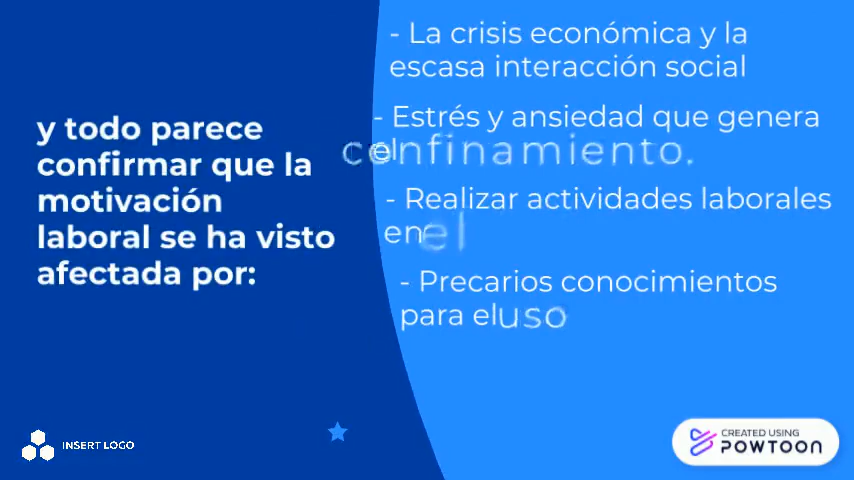 y todo parece
confirmar que la
motivación
laboral se ha visto
afectada por:
- La crisis económica y la
escasa interacción social
- Estrés y ansiedad que genera
el confinamiento.
- Realizar actividades laborales
en el
- Precarios conocimientos
para el uso
INSERT LOGO
CREATED USING
POWTOON